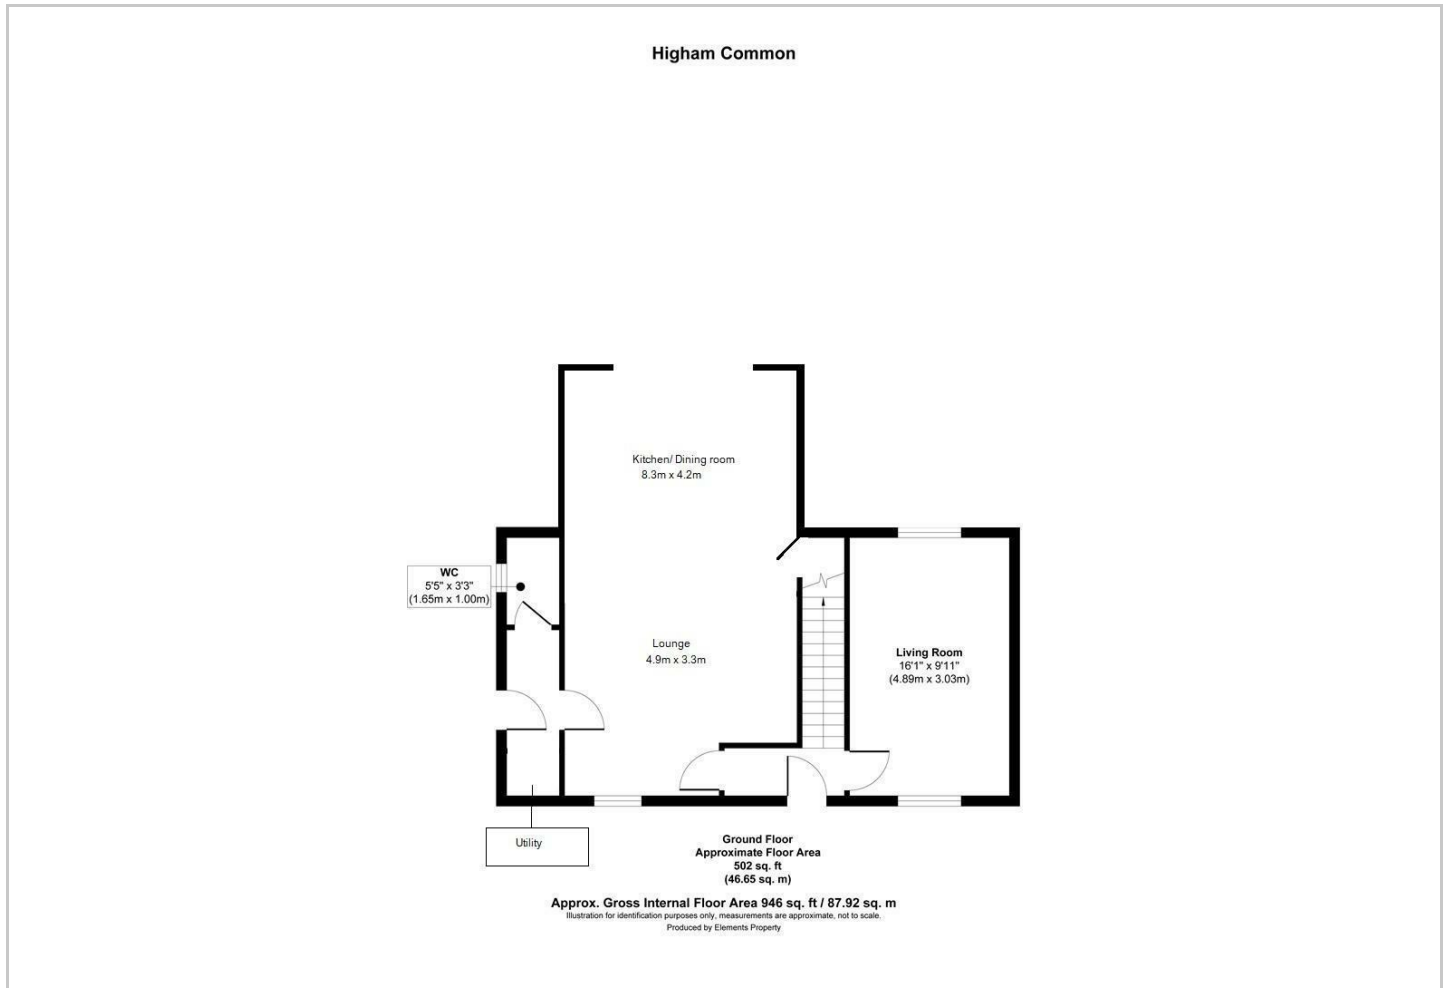 Higham Common
Kitchen/ Dining room
8.3m x 4.2m
WC
5'5" x 3'3"
(1.65m x 1.00m)
Lounge
4.9m x 3.3m
Living Room
16'1" x 9'11"
(4.89m x 3.03m)
Utility
Ground Floor
Approximate Floor Area
502 sq. ft
(46.65 sq. m)
Approx. Gross Internal Floor Area 946 sq. ft / 87.92 sq. m
Illustration for identification purposes only, measurements are approximate, not to scale.
Produced by Elements Property